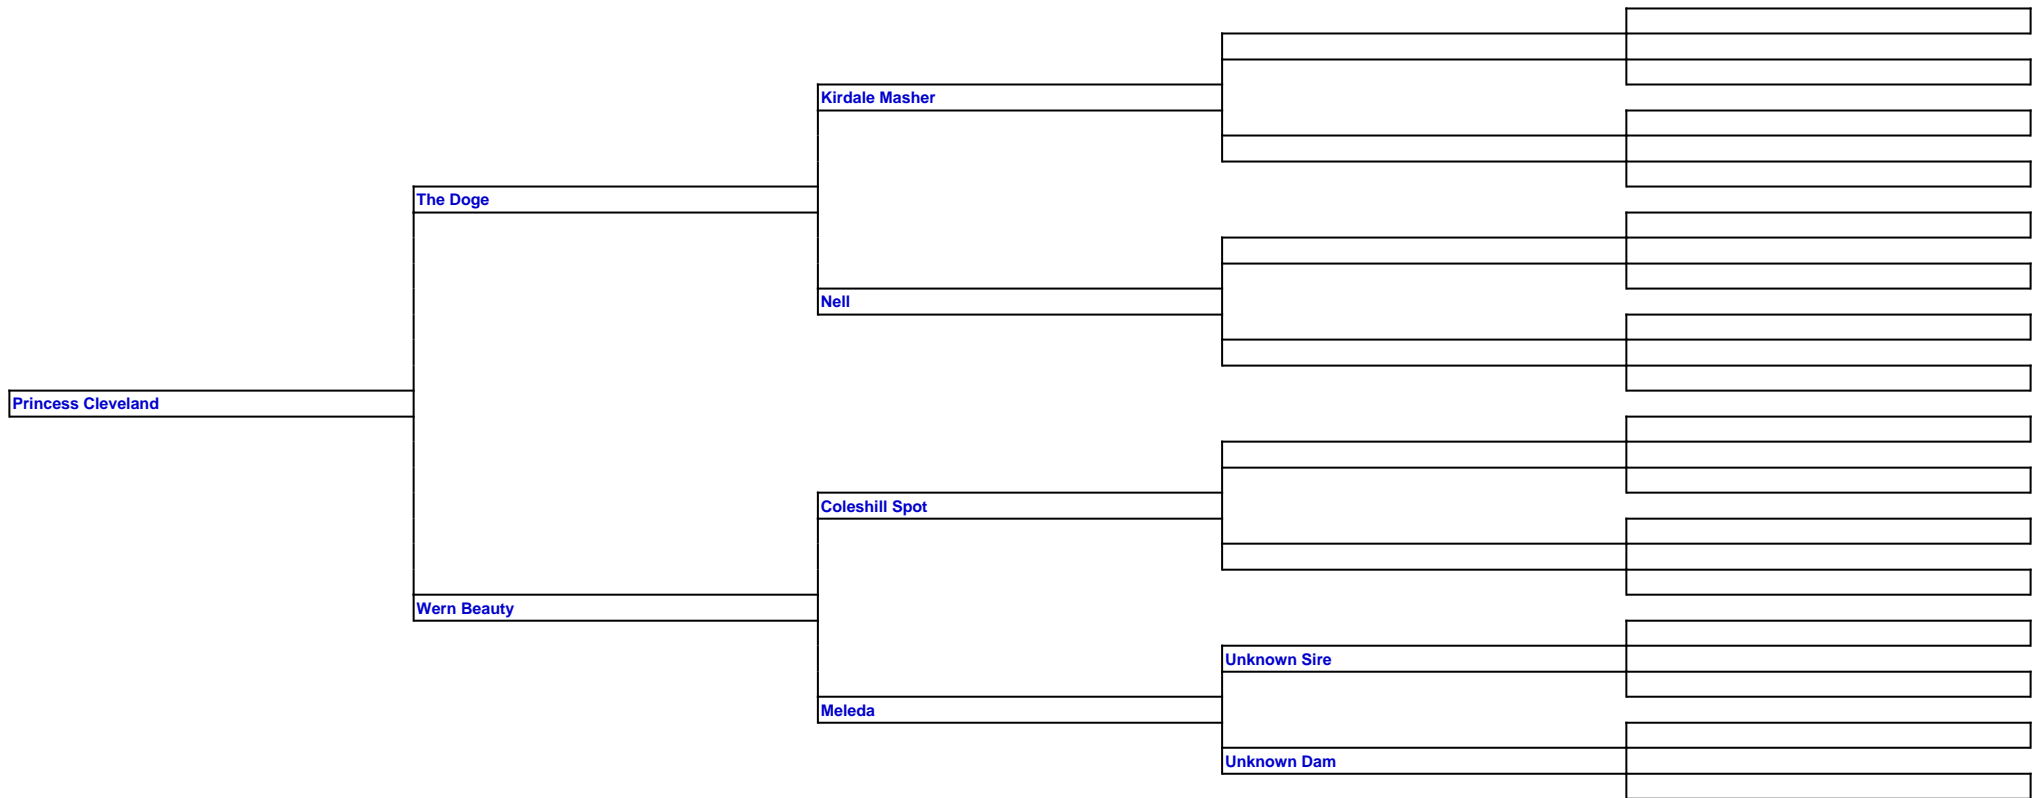 Kirdale Masher
The Doge
Nell
Princess Cleveland
Coleshill Spot
Wern Beauty
Unknown Sire
Meleda
Unknown Dam